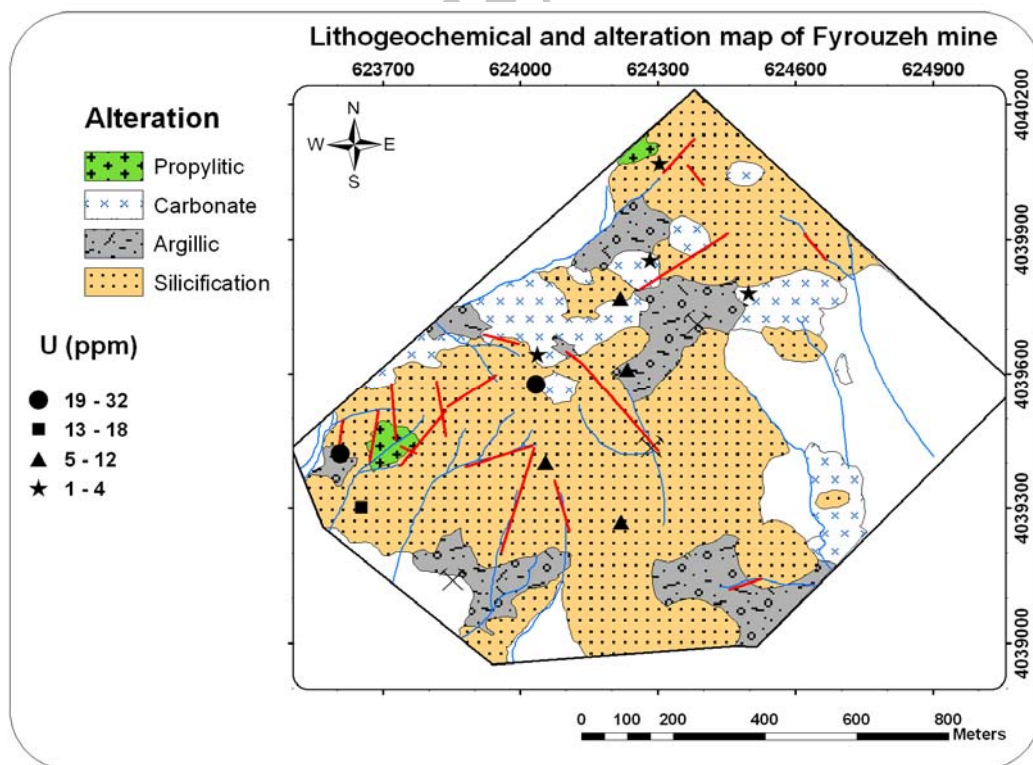 Lithogeochemical and alteration map of Fyrouzeh mine
623700 624000 624300 624600 624900
4040200
4039900
4039600
4039300
4039000
N
W E
S
Alteration
Propylitic
Carbonate
Argillic
Silicification
U (ppm)
19 - 32
13 - 18
5 - 12
1 - 4
0 100 200 400 600 800
Meters